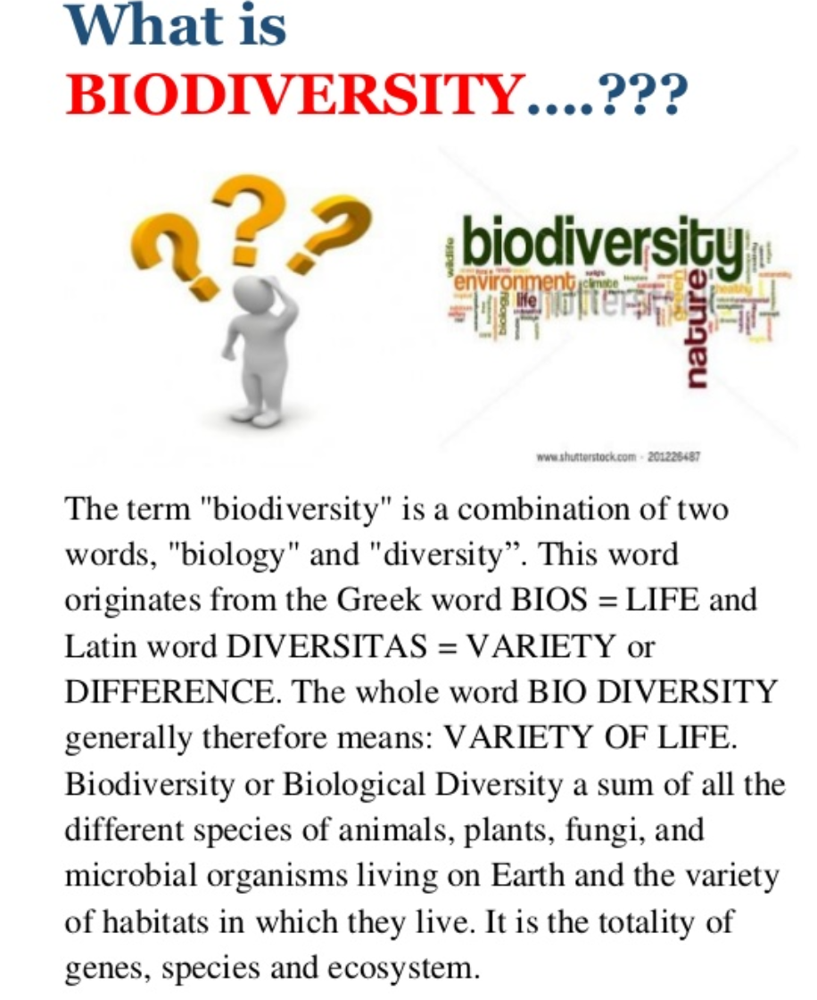 What is
BIODIVERSITY....???
biodiversity
wildlife
environment
climate
life
biology
green
healthy
nature
www.shutterstock.com · 201226487
The term "biodiversity" is a combination of two
words, "biology" and "diversity”. This word
originates from the Greek word BIOS = LIFE and
Latin word DIVERSITAS = VARIETY or
DIFFERENCE. The whole word BIO DIVERSITY
generally therefore means: VARIETY OF LIFE.
Biodiversity or Biological Diversity a sum of all the
different species of animals, plants, fungi, and
microbial organisms living on Earth and the variety
of habitats in which they live. It is the totality of
genes, species and ecosystem.